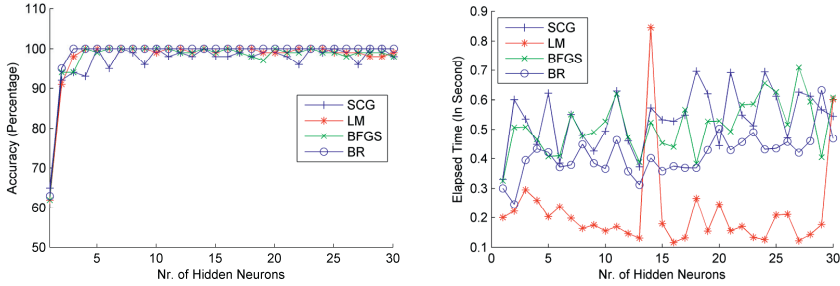 110
100
90
80
70
60
50
Accuracy (Percentage)
SCG
LM
BFGS
BR
5
10
15
20
25
30
Nr. of Hidden Neurons
0.9
0.8
0.7
0.6
0.5
0.4
0.3
0.2
0.1
Elapsed Time (In Second)
SCG
LM
BFGS
BR
0
5
10
15
20
25
30
Nr. of Hidden Neurons